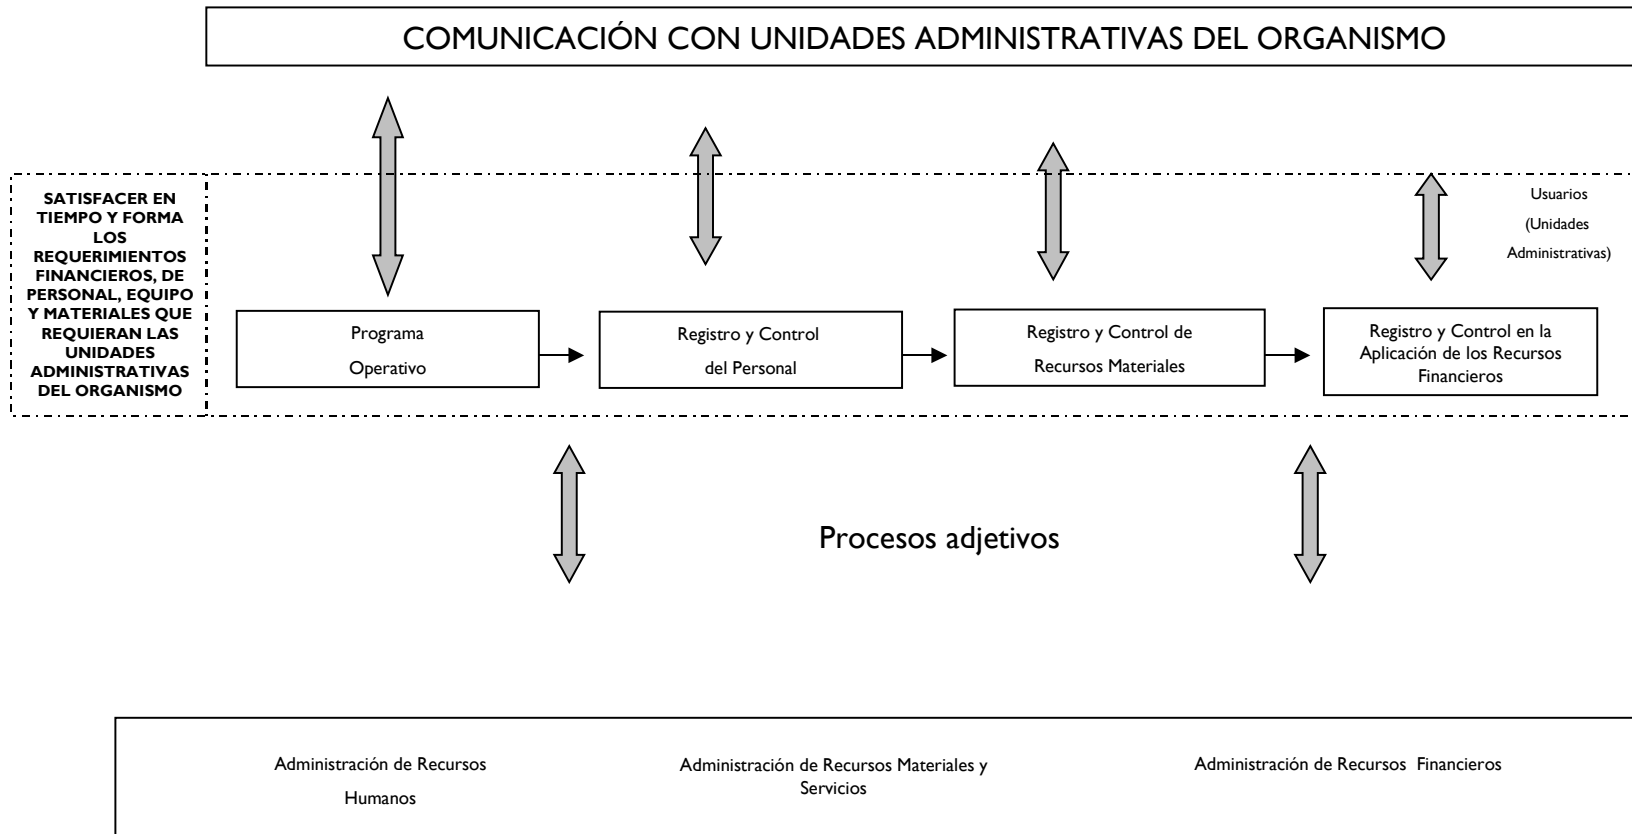 COMUNICACIÓN CON UNIDADES ADMINISTRATIVAS DEL ORGANISMO
SATISFACER EN
TIEMPO Y FORMA
LOS
REQUERIMIENTOS
FINANCIEROS, DE
PERSONAL, EQUIPO
Y MATERIALES QUE
REQUIERAN LAS
UNIDADES
ADMINISTRATIVAS
DEL ORGANISMO
Usuarios
(Unidades
Administrativas)
Programa
Operativo
Registro y Control
del Personal
Registro y Control de
Recursos Materiales
Registro y Control en la
Aplicación de los Recursos
Financieros
Procesos adjetivos
Administración de Recursos
Humanos
Administración de Recursos Materiales y
Servicios
Administración de Recursos Financieros